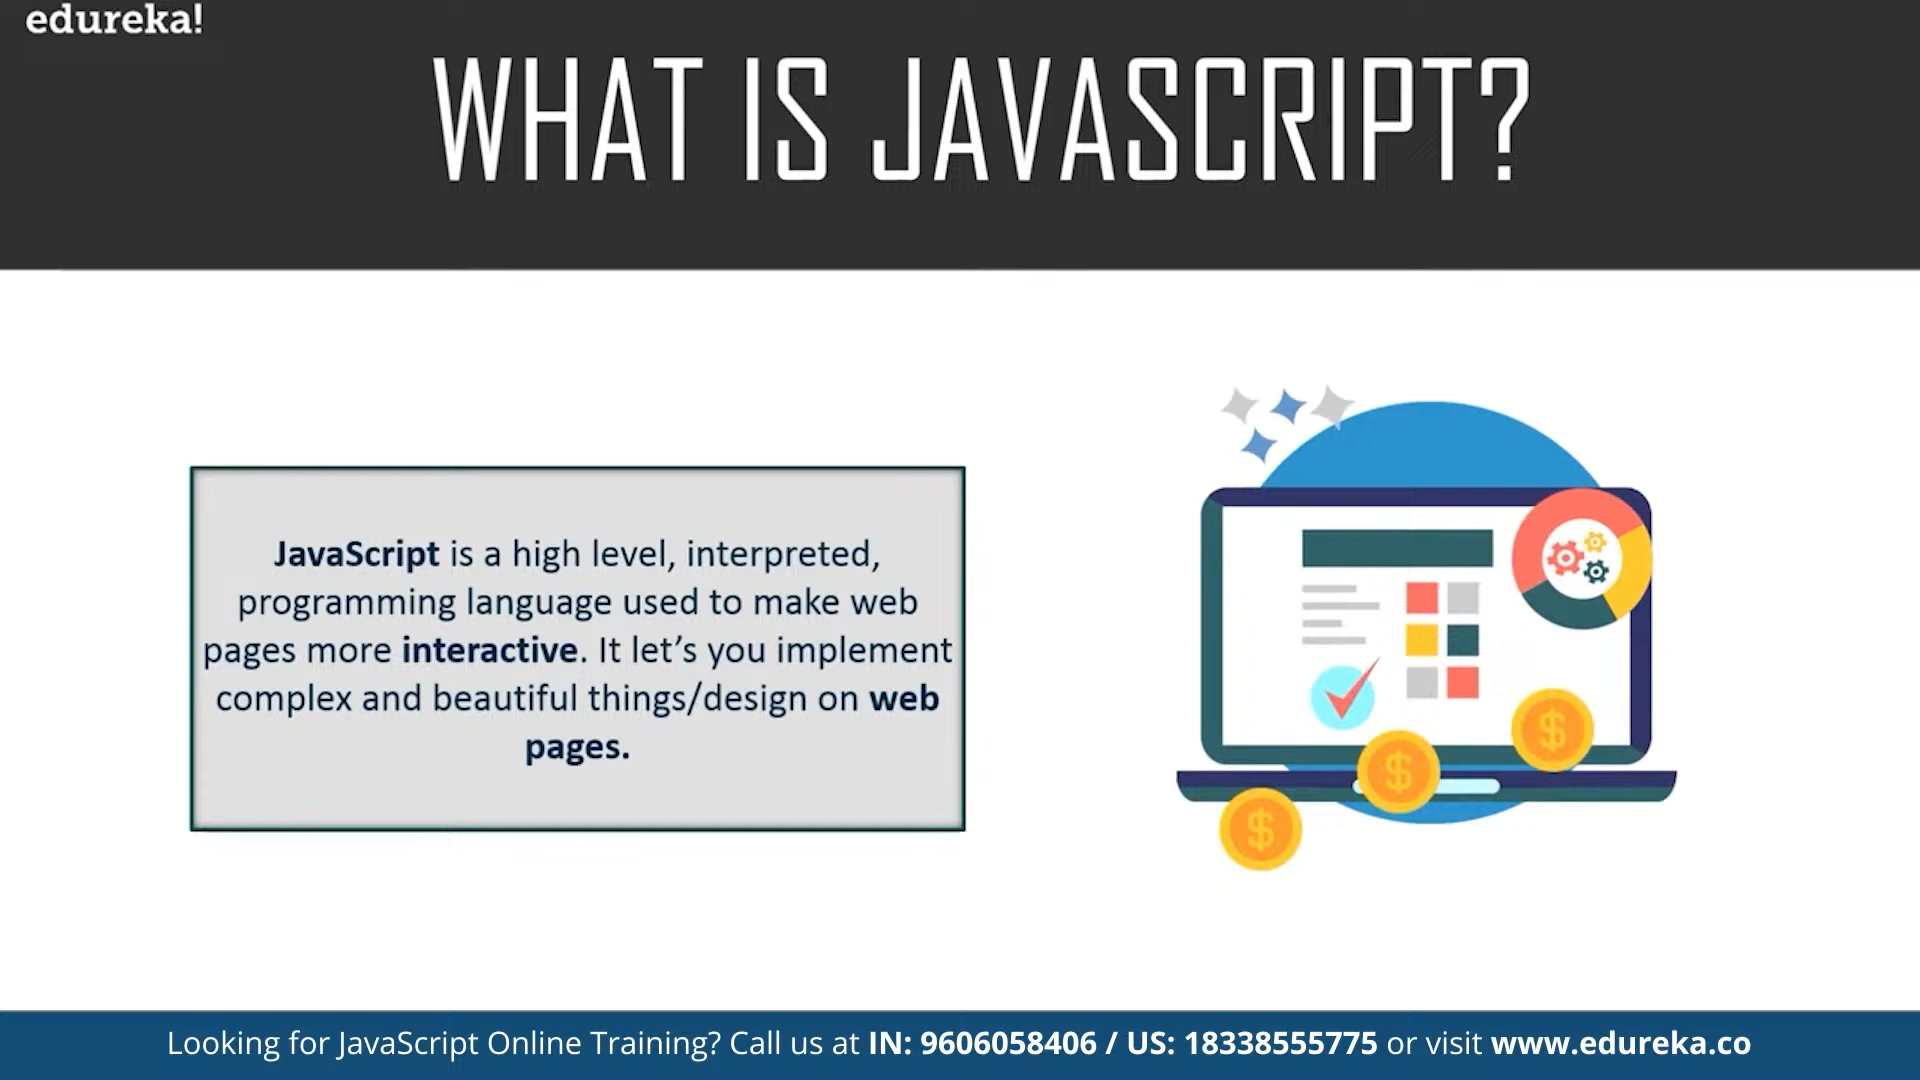 edureka!
WHAT IS JAVASCRIPT?
JavaScript is a high level, interpreted,
programming language used to make web
pages more interactive. It let’s you implement
complex and beautiful things/design on web
pages.
$
$
$
Looking for JavaScript Online Training? Call us at IN: 9606058406 / US: 18338555775 or visit www.edureka.co